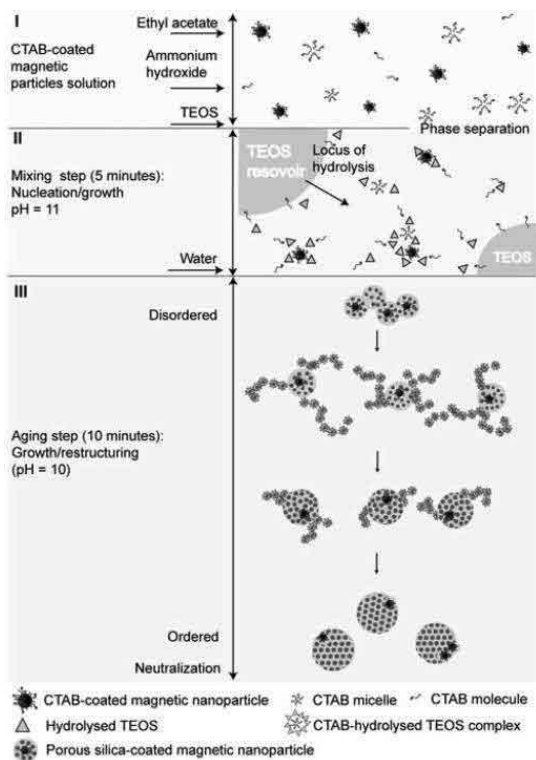 I
Ethyl acetate
CTAB-coated
magnetic
particles solution
Ammonium
hydroxide
TEOS
Phase separation
II
TEOS
resovoir
Locus of
hydrolysis
Mixing step (5 minutes):
Nucleation/growth
pH = 11
Water
TEOS
III
Disordered
Aging step (10 minutes):
Growth/restructuring
(pH = 10)
Ordered
Neutralization
CTAB-coated magnetic nanoparticle
CTAB micelle
CTAB molecule
Hydrolysed TEOS
CTAB-hydrolysed TEOS complex
Porous silica-coated magnetic nanoparticle